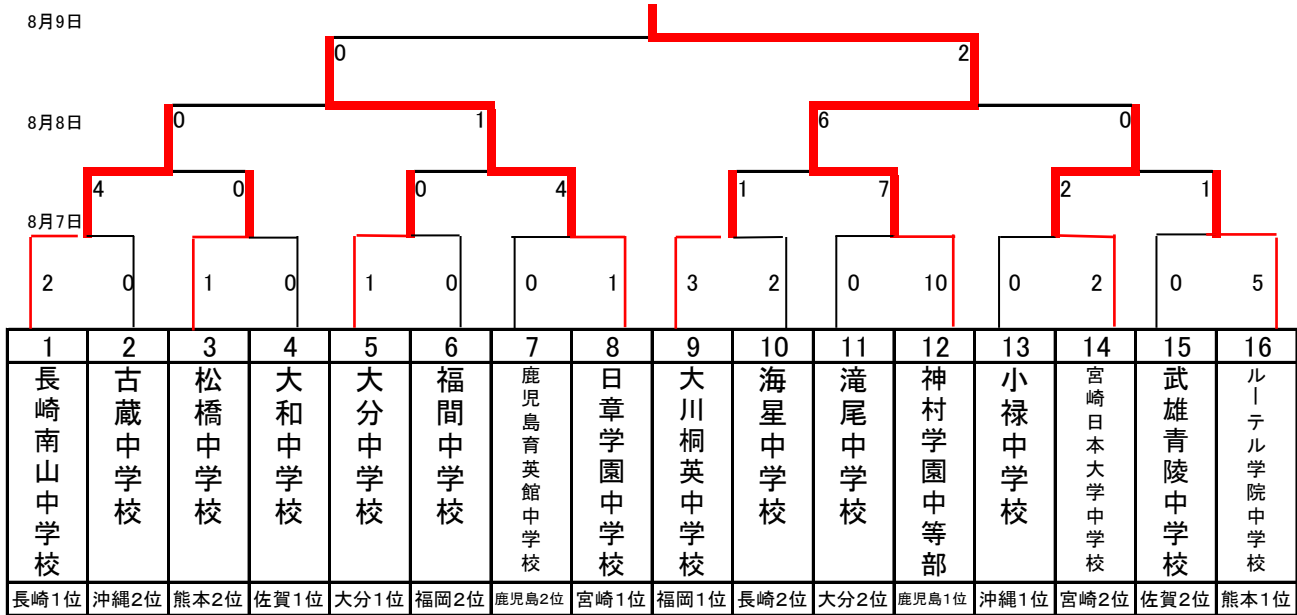 8月9日
0 2
8月8日
0 1 6 0
4 0 0 4 1 7 2 1
8月7日
2 0 1 0 1 0 0 1 3 2 0 10 0 2 0 5
1 2 3 4 5 6 7 8 9 10 11 12 13 14 15 16
長崎南山中学校
古蔵中学校
松橋中学校
大和中学校
大分中学校
福間中学校
鹿児島育英館中学校
日章学園中学校
大川桐英中学校
海星中学校
滝尾中学校
神村学園中等部
小禄中学校
宮崎日本大学中学校
武雄青陵中学校
ルーテル学院中学校
長崎1位 沖縄2位 熊本2位 佐賀1位 大分1位 福岡2位 鹿児島2位 宮崎1位 福岡1位 長崎2位 大分2位 鹿児島1位 沖縄1位 宮崎2位 佐賀2位 熊本1位